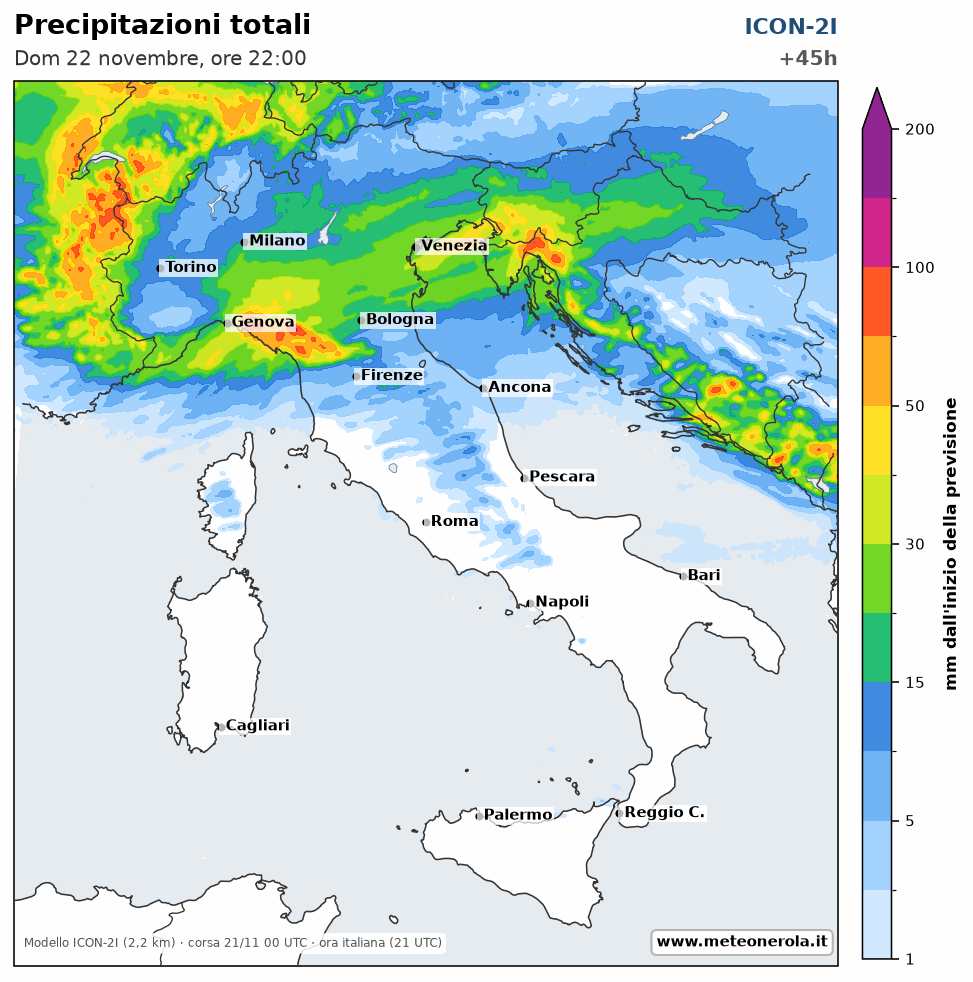 Precipitazioni totali
ICON-2I
Dom 22 novembre, ore 22:00
+45h
200
100
50
30
15
5
1
mm dall'inizio della previsione
Milano
Venezia
Torino
Genova
Bologna
Firenze
Ancona
Pescara
Roma
Bari
Napoli
Cagliari
Palermo
Reggio C.
Modello ICON-2I (2,2 km) · corsa 21/11 00 UTC · ora italiana (21 UTC)
www.meteonerola.it